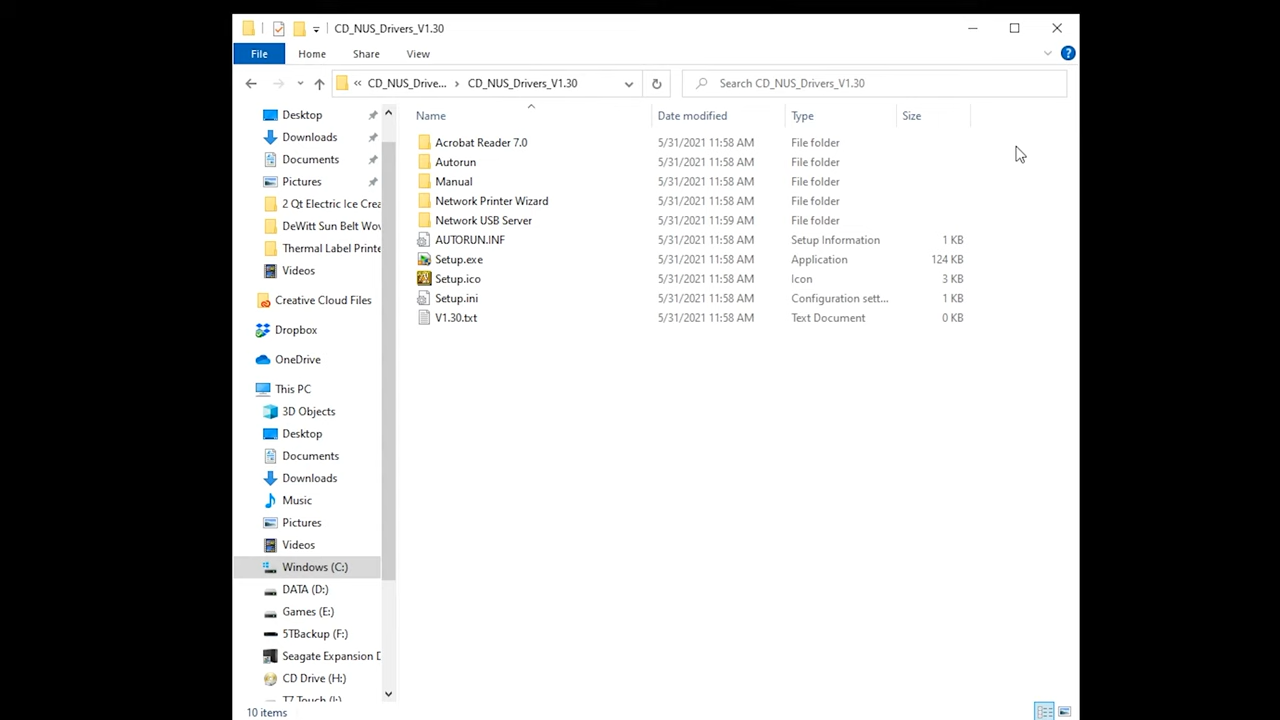 CD_NUS_Drivers_V1.30
File Home Share View
CD_NUS_Drive... CD_NUS_Drivers_V1.30 Search CD_NUS_Drivers_V1.30
Name Date modified Type Size
Desktop
Downloads
Documents
Pictures
2 Qt Electric Ice Crea
DeWitt Sun Belt Wo
Thermal Label Printe
Videos
Creative Cloud Files
Dropbox
OneDrive
This PC
3D Objects
Desktop
Documents
Downloads
Music
Pictures
Videos
Windows (C:)
DATA (D:)
Games (E:)
5TBackup (F:)
Seagate Expansion D
CD Drive (H:)
T7 Touch (I:)
Acrobat Reader 7.0 5/31/2021 11:58 AM File folder
Autorun 5/31/2021 11:58 AM File folder
Manual 5/31/2021 11:58 AM File folder
Network Printer Wizard 5/31/2021 11:58 AM File folder
Network USB Server 5/31/2021 11:59 AM File folder
AUTORUN.INF 5/31/2021 11:58 AM Setup Information 1 KB
Setup.exe 5/31/2021 11:58 AM Application 124 KB
Setup.ico 5/31/2021 11:58 AM Icon 3 KB
Setup.ini 5/31/2021 11:58 AM Configuration sett... 1 KB
V1.30.txt 5/31/2021 11:58 AM Text Document 0 KB
10 items